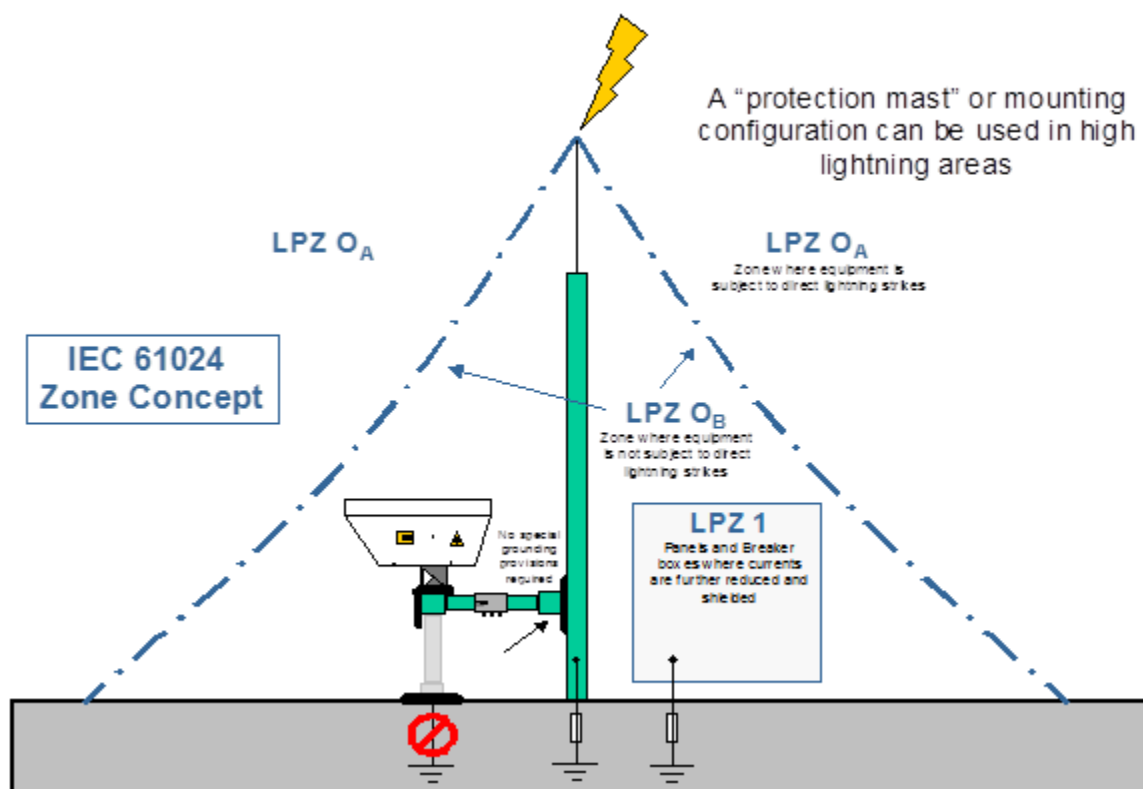 A “protection mast” or mounting
configuration can be used in high
lightning areas
LPZ OA
LPZ OA
Zone where equipment is
subject to direct lightning strikes
IEC 61024
Zone Concept
LPZ OB
Zone where equipment
is not subject to direct
lightning strikes
No special
grounding
provisions
required
LPZ 1
Panels and Breaker
boxes where currents
are further reduced and
shielded